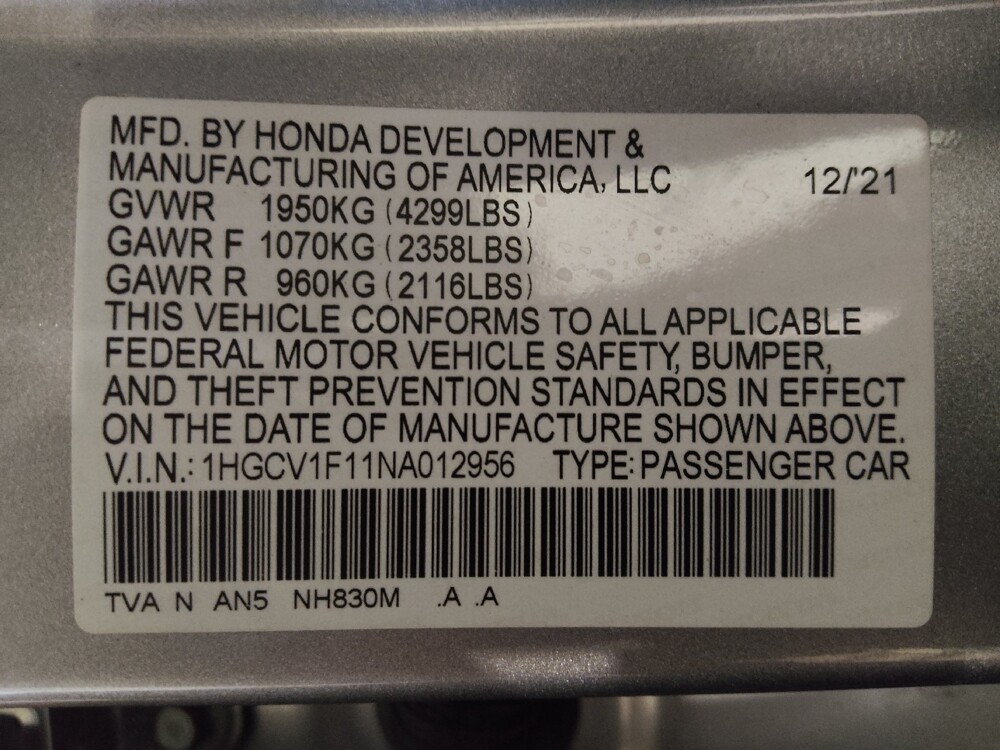 MFD. BY HONDA DEVELOPMENT &
MANUFACTURING OF AMERICA, LLC 12/'21
GVWR 1950KG (4299LBS)
GAWR F 1070KG (2358LBS)
GAWR R 960KG (2116LBS)
THIS VEHICLE CONFORMS TO ALL APPLICABLE
FEDERAL MOTOR VEHICLE SAFETY, BUMPER,
AND THEFT PREVENTION STANDARDS IN EFFECT
ON THE DATE OF MANUFACTURE SHOWN ABOVE.
V.I.N.: 1HGCV1F11NA012956 TYPE: PASSENGER CAR
TVA N AN5 NH830M .A .A